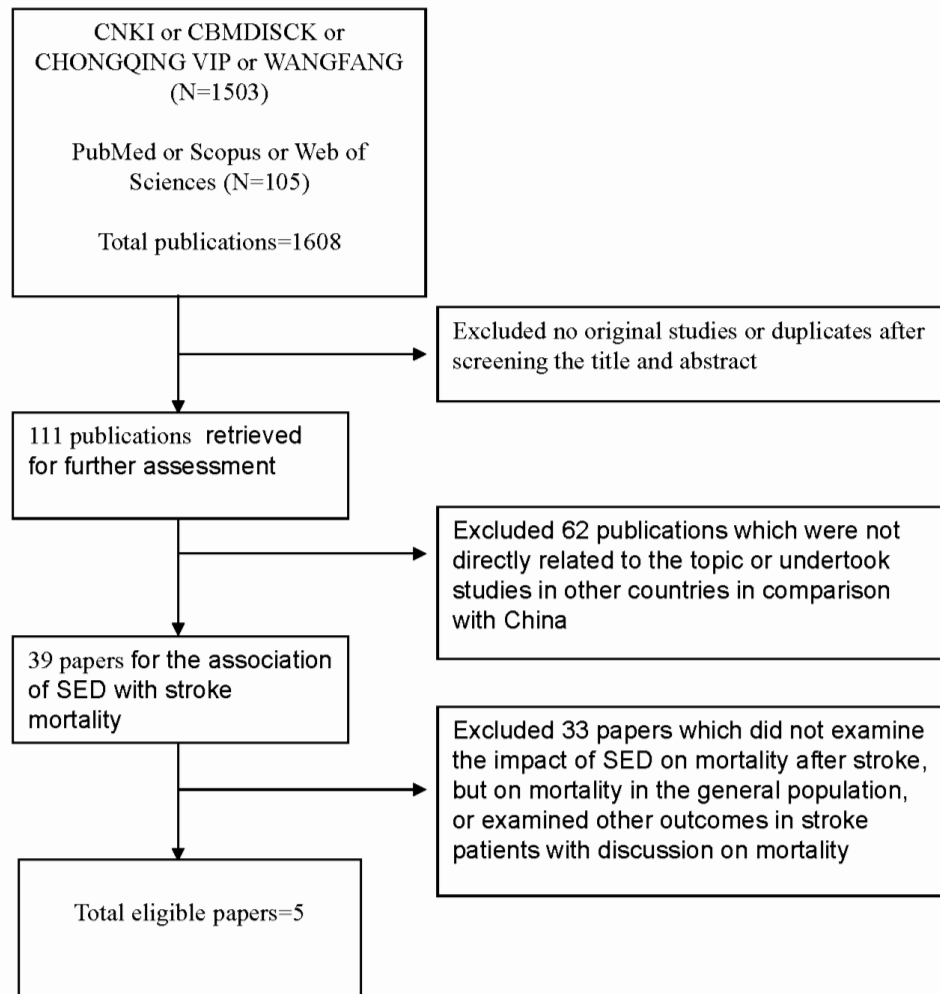 CNKI or CBMDISCK or
CHONGQING VIP or WANGFANG
(N=1503)
PubMed or Scopus or Web of
Sciences (N=105)
Total publications=1608
Excluded no original studies or duplicates after
screening the title and abstract
111 publications retrieved
for further assessment
Excluded 62 publications which were not
directly related to the topic or undertook
studies in other countries in comparison
with China
39 papers for the association
of SED with stroke
mortality
Excluded 33 papers which did not examine
the impact of SED on mortality after stroke,
but on mortality in the general population,
or examined other outcomes in stroke
patients with discussion on mortality
Total eligible papers=5